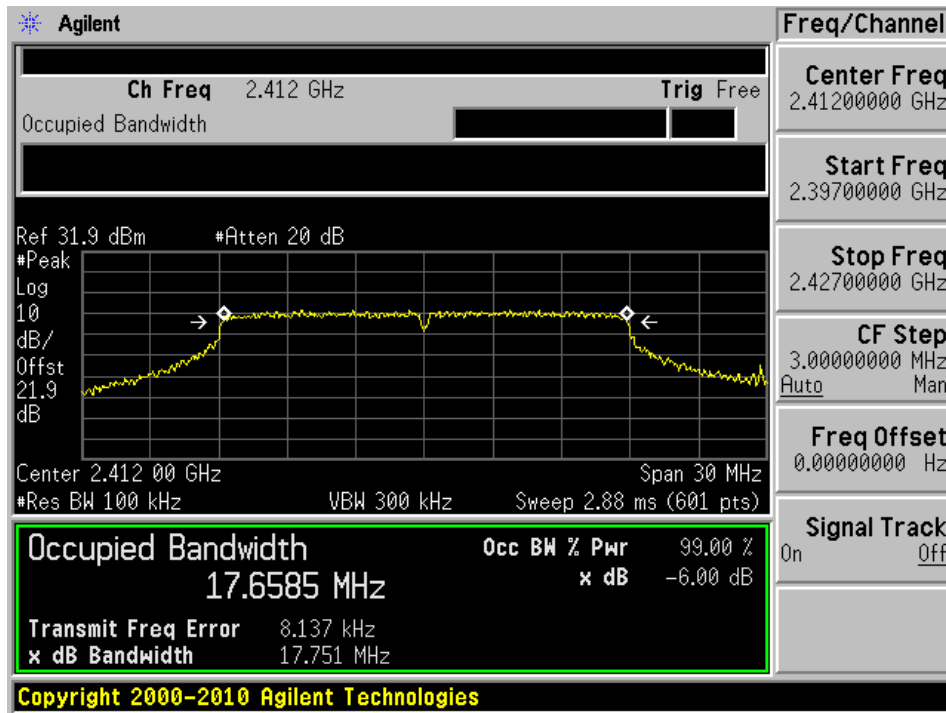 Agilent
Freq/Channel
Ch Freq 2.412 GHz Trig Free
Occupied Bandwidth
Center Freq
2.41200000 GHz
Start Freq
2.39700000 GHz
Stop Freq
2.42700000 GHz
CF Step
3.00000000 MHz
Auto Man
Freq Offset
0.00000000 Hz
Signal Track
On Off
Ref 31.9 dBm #Atten 20 dB
#Peak
Log
10
dB/
Offst
21.9
dB
Center 2.412 00 GHz Span 30 MHz
#Res BW 100 kHz VBW 300 kHz Sweep 2.88 ms (601 pts)
Occupied Bandwidth Occ BW % Pwr 99.00 %
17.6585 MHz x dB -6.00 dB
Transmit Freq Error 8.137 kHz
x dB Bandwidth 17.751 MHz
Copyright 2000-2010 Agilent Technologies